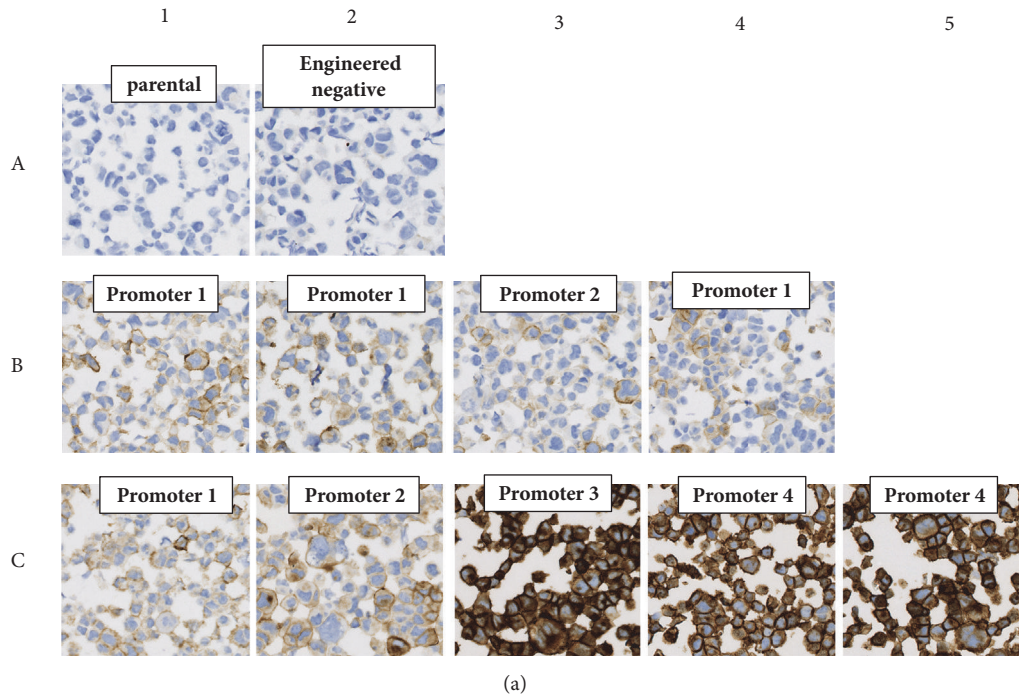 1 2 3 4 5
parental Engineered negative
A
Promoter 1 Promoter 1 Promoter 2 Promoter 1
B
Promoter 1 Promoter 2 Promoter 3 Promoter 4 Promoter 4
C
(a)